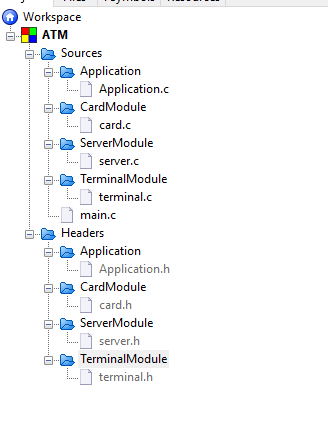 Workspace
ATM
Sources
Application
Application.c
CardModule
card.c
ServerModule
server.c
TerminalModule
terminal.c
main.c
Headers
Application
Application.h
CardModule
card.h
ServerModule
server.h
TerminalModule
terminal.h